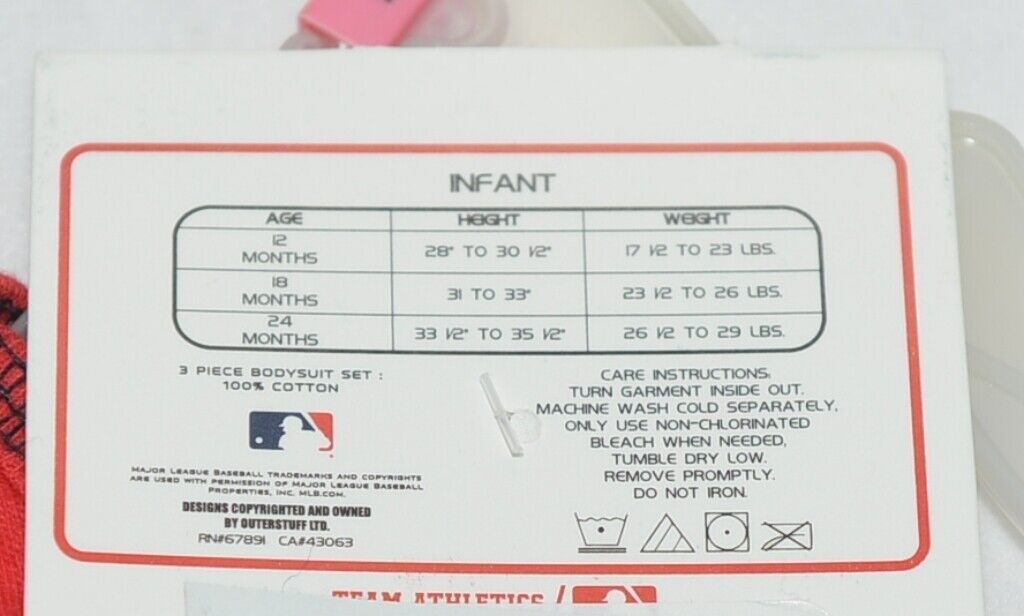 INFANT
AGE HEIGHT WEIGHT
12 MONTHS 28" TO 30 1/2" 17 1/2 TO 23 LBS.
18 MONTHS 31 TO 33" 23 1/2 TO 26 LBS.
24 MONTHS 33 1/2" TO 35 1/2" 26 1/2 TO 29 LBS.
3 PIECE BODYSUIT SET :
100% COTTON
MAJOR LEAGUE BASEBALL TRADEMARKS AND COPYRIGHTS
ARE USED WITH PERMISSION OF MAJOR LEAGUE BASEBALL
PROPERTIES, INC. MLB.COM.
DESIGNS COPYRIGHTED AND OWNED
BY OUTERSTUFF LTD.
RN#67891 CA#43063
CARE INSTRUCTIONS.
TURN GARMENT INSIDE OUT.
MACHINE WASH COLD SEPARATELY.
ONLY USE NON-CHLORINATED
BLEACH WHEN NEEDED,
TUMBLE DRY LOW.
REMOVE PROMPTLY.
DO NOT IRON.
TEAM ATHLETICS /